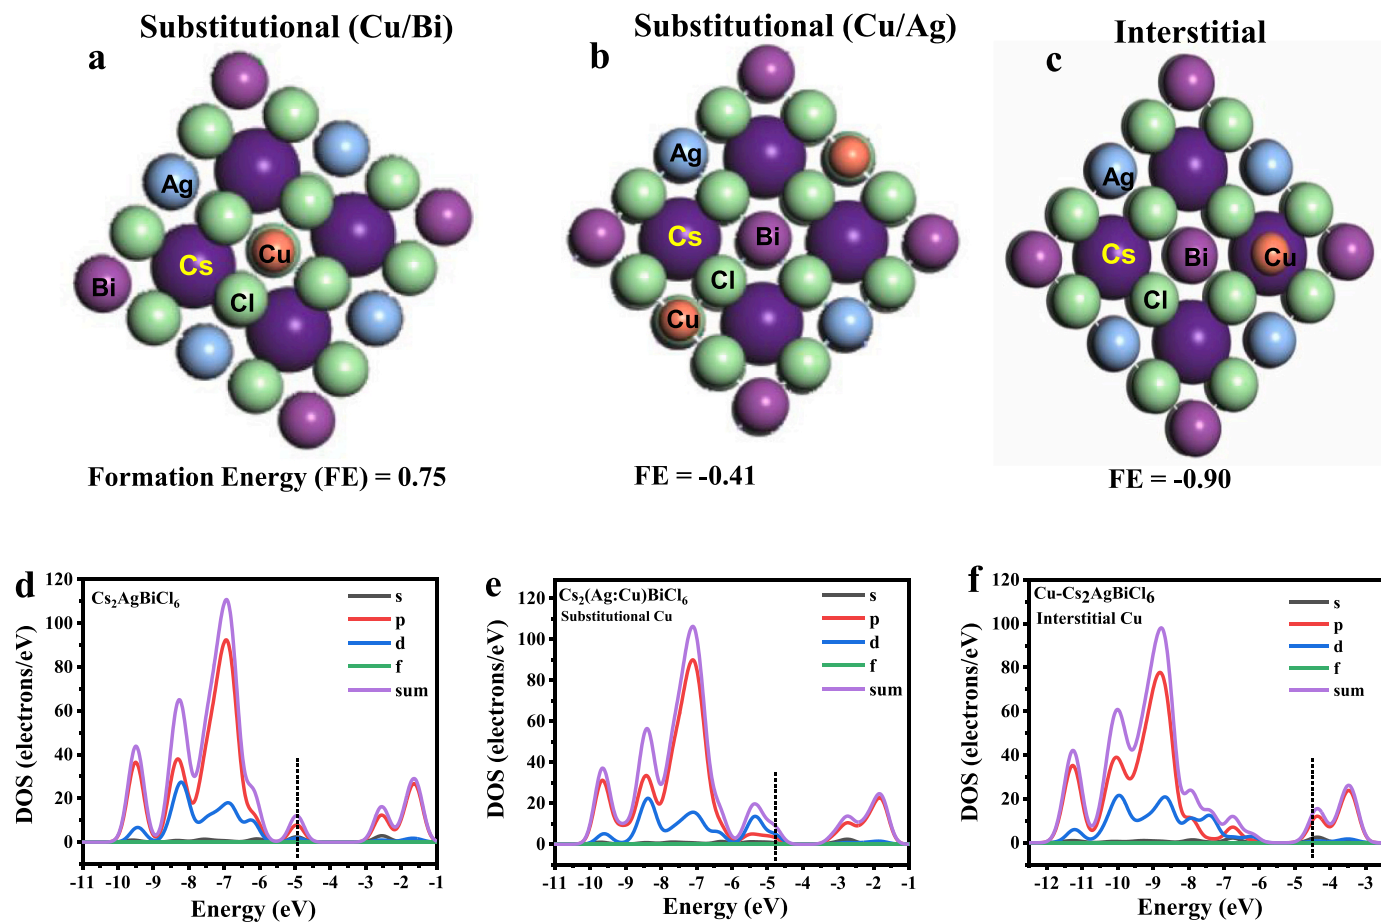 Substitutional (Cu/Bi)
Substitutional (Cu/Ag)
Interstitial
a
b
c
Ag
Cs
Cu
Bi
Cl
Ag
Cs
Bi
Cl
Cu
Ag
Cs
Bi
Cu
Cl
Formation Energy (FE) = 0.75
FE = -0.41
FE = -0.90
d
Cs₂AgBiCl₆
s
p
d
f
sum
DOS (electrons/eV)
120
100
80
60
40
20
0
-11 -10 -9 -8 -7 -6 -5 -4 -3 -2 -1
Energy (eV)
e
Cs₂(Ag:Cu)BiCl₆
Substitutional Cu
s
p
d
f
sum
DOS (electrons/eV)
120
100
80
60
40
20
0
-11 -10 -9 -8 -7 -6 -5 -4 -3 -2 -1
Energy (eV)
f
Cu-Cs₂AgBiCl₆
Interstitial Cu
s
p
d
f
sum
DOS (electrons/eV)
120
100
80
60
40
20
0
-12 -11 -10 -9 -8 -7 -6 -5 -4 -3
Energy (eV)